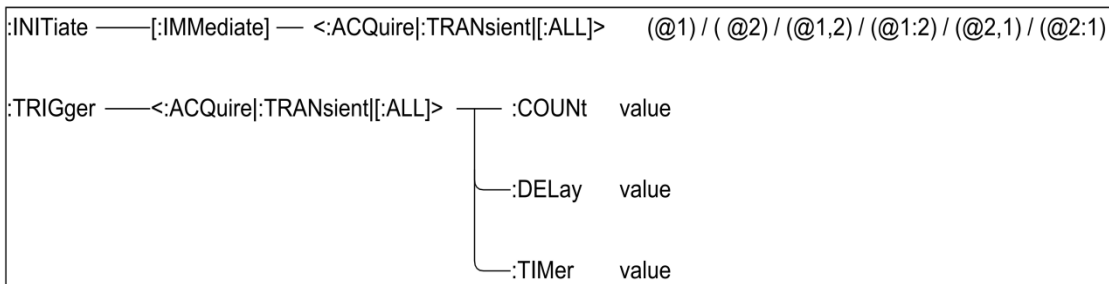 :INITiate [:IMMediate] <:ACQuire|:TRANsient|[:ALL]> (@1) / ( @2) / (@1,2) / (@1:2) / (@2,1) / (@2:1)
:TRIGger <:ACQuire|:TRANsient|[:ALL]> :COUNt value
:DELay value
:TIMer value